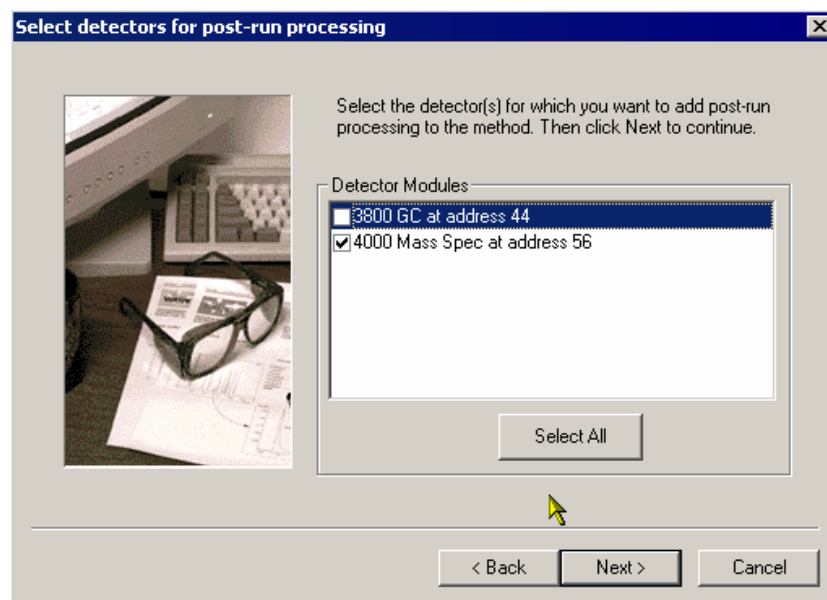 Select detectors for post-run processing
Select the detector(s) for which you want to add post-run
processing to the method. Then click Next to continue.
Detector Modules
3800 GC at address 44
4000 Mass Spec at address 56
Select All
< Back
Next >
Cancel